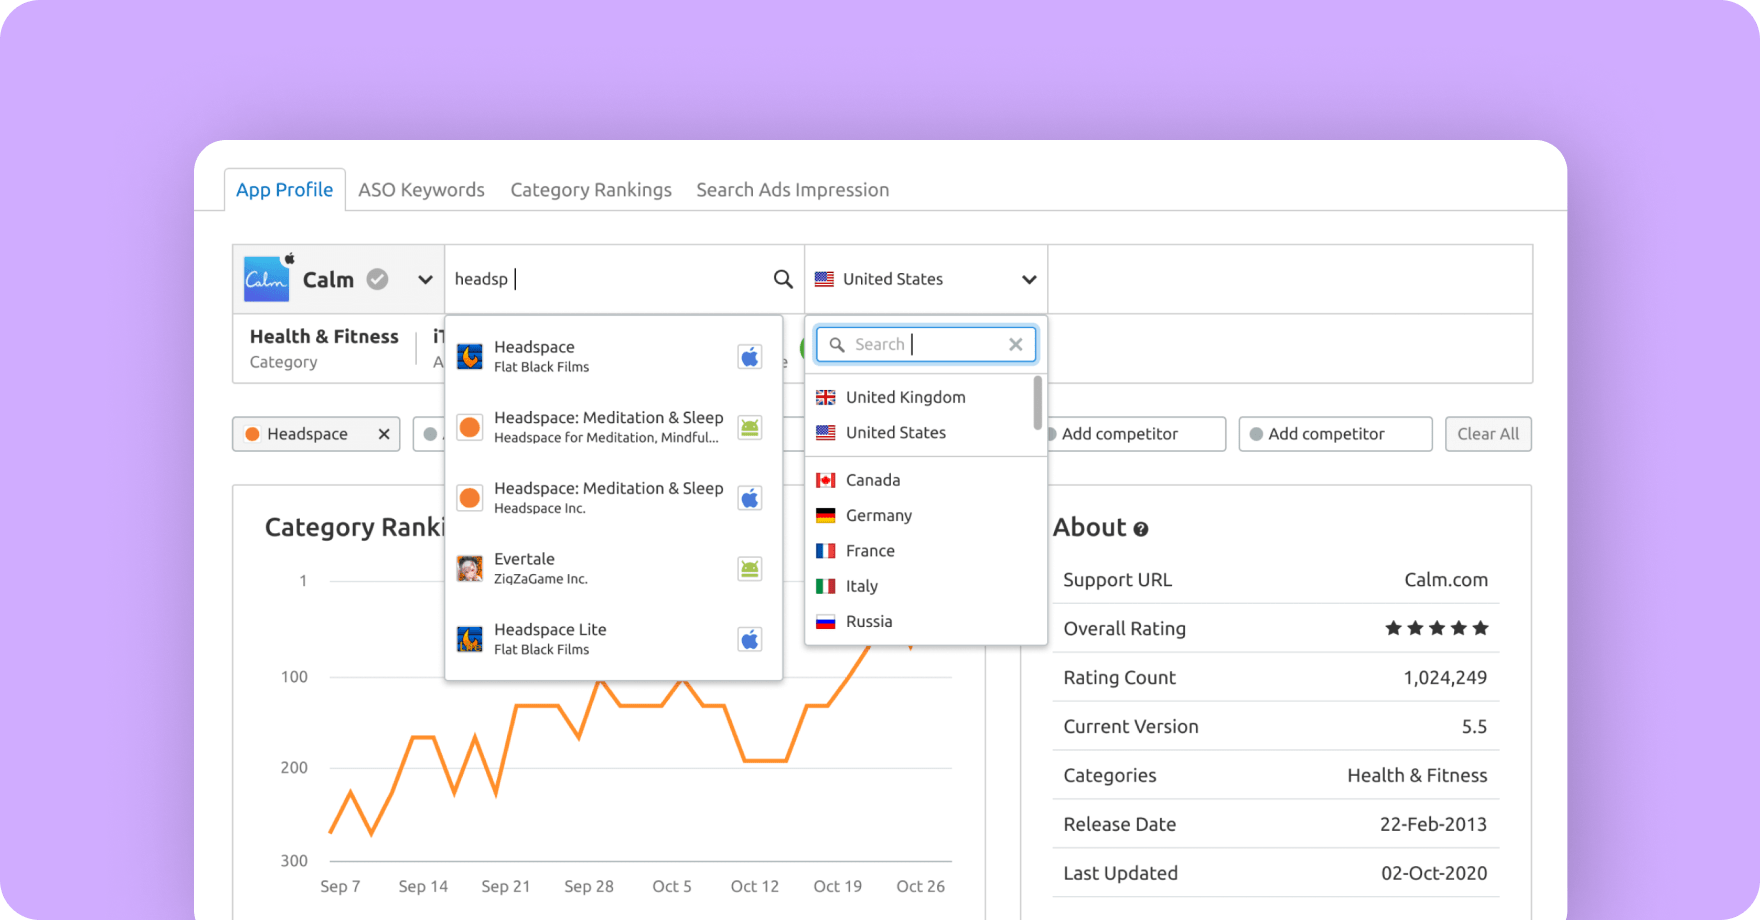 App Profile
ASO Keywords
Category Rankings
Search Ads Impression
Calm
Calm
headsp
United States
Health & Fitness
Category
Search
United Kingdom
United States
Canada
Germany
France
Italy
Russia
Headspace
Flat Black Films
Headspace: Meditation & Sleep
Headspace for Meditation, Mindful...
Headspace: Meditation & Sleep
Headspace Inc.
Evertale
ZigZaGame Inc.
Headspace Lite
Flat Black Films
Headspace
Add competitor
Add competitor
Clear All
Category Ranki
1
100
200
300
Sep 7
Sep 14
Sep 21
Sep 28
Oct 5
Oct 12
Oct 19
Oct 26
About
Support URL
Calm.com
Overall Rating
Rating Count
1,024,249
Current Version
5.5
Categories
Health & Fitness
Release Date
22-Feb-2013
Last Updated
02-Oct-2020